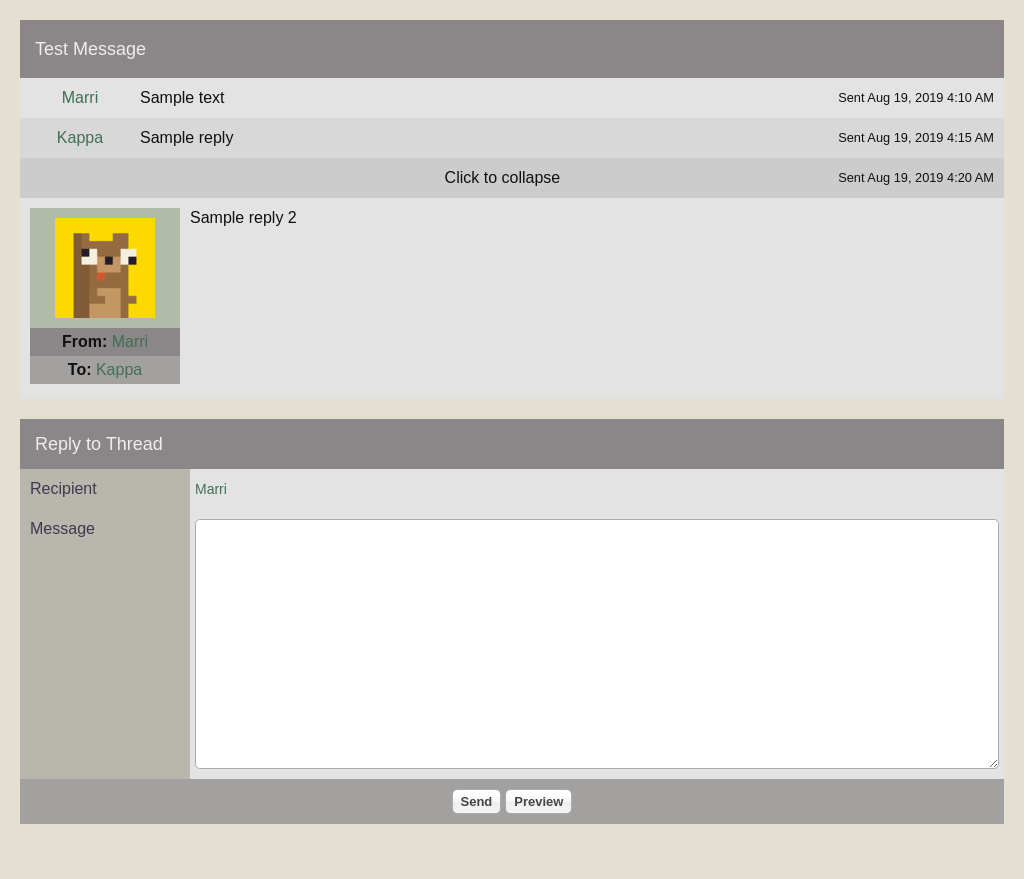 Test Message
Marri Sample text Sent Aug 19, 2019 4:10 AM
Kappa Sample reply Sent Aug 19, 2019 4:15 AM
Click to collapse Sent Aug 19, 2019 4:20 AM
Sample reply 2
From: Marri
To: Kappa
Reply to Thread
Recipient Marri
Message
Send Preview